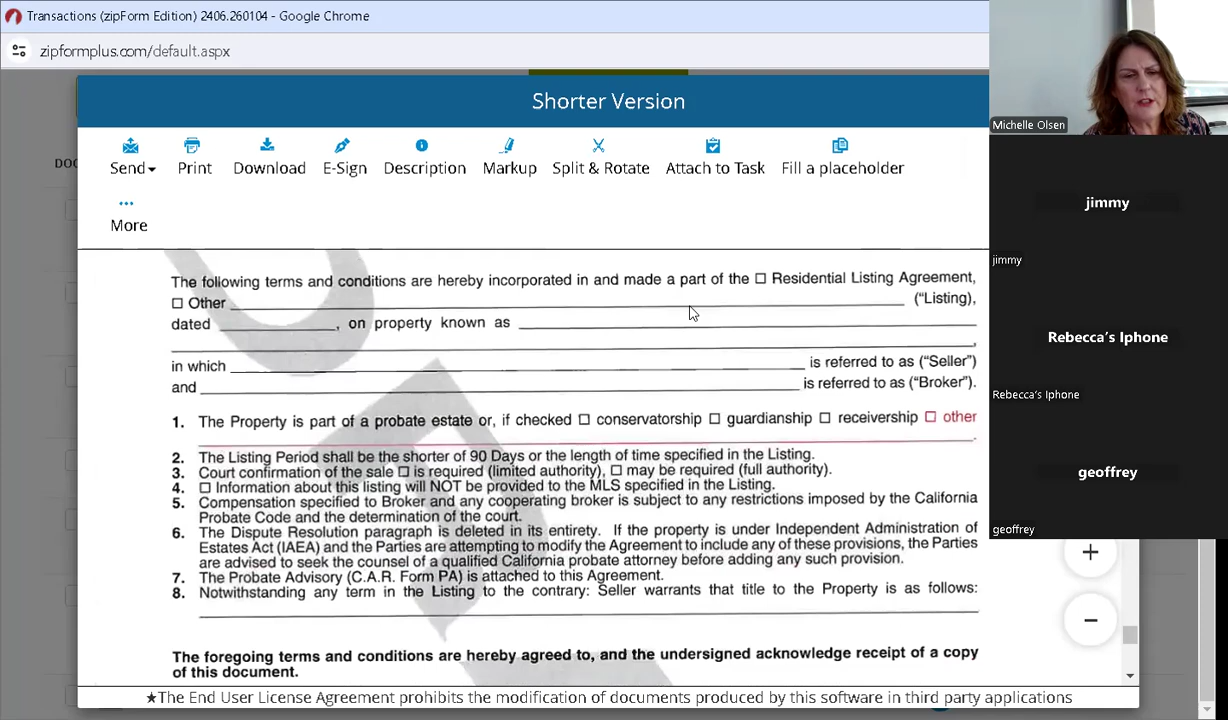 Transactions (zipForm Edition) 2406.260104 - Google Chrome
zipformplus.com/default.aspx
Shorter Version
Send
Print
Download
E-Sign
Description
Markup
Split & Rotate
Attach to Task
Fill a placeholder
More
The following terms and conditions are hereby incorporated in and made a part of the ☐ Residential Listing Agreement,
☐ Other ("Listing),
dated , on property known as
,
in which is referred to as ("Seller")
and is referred to as ("Broker").
1. The Property is part of a probate estate or, if checked ☐ conservatorship ☐ guardianship ☐ receivership ☐ other
.
2. The Listing Period shall be the shorter of 90 Days or the length of time specified in the Listing.
3. Court confirmation of the sale ☐ is required (limited authority), ☐ may be required (full authority).
4. ☐ Information about this listing will NOT be provided to the MLS specified in the Listing.
5. Compensation specified to Broker and any cooperating broker is subject to any restrictions imposed by the California
Probate Code and the determination of the court.
6. The Dispute Resolution paragraph is deleted in its entirety. If the property is under Independent Administration of
Estates Act (IAEA) and the Parties are attempting to modify the Agreement to include any of these provisions, the Parties
are advised to seek the counsel of a qualified California probate attorney before adding any such provision.
7. The Probate Advisory (C.A.R. Form PA) is attached to this Agreement.
8. Notwithstanding any term in the Listing to the contrary: Seller warrants that title to the Property is as follows:
The foregoing terms and conditions are hereby agreed to, and the undersigned acknowledge receipt of a copy
of this document.
★The End User License Agreement prohibits the modification of documents produced by this software in third party applications
Michelle Olsen
jimmy
jimmy
Rebecca's Iphone
Rebecca's Iphone
geoffrey
geoffrey